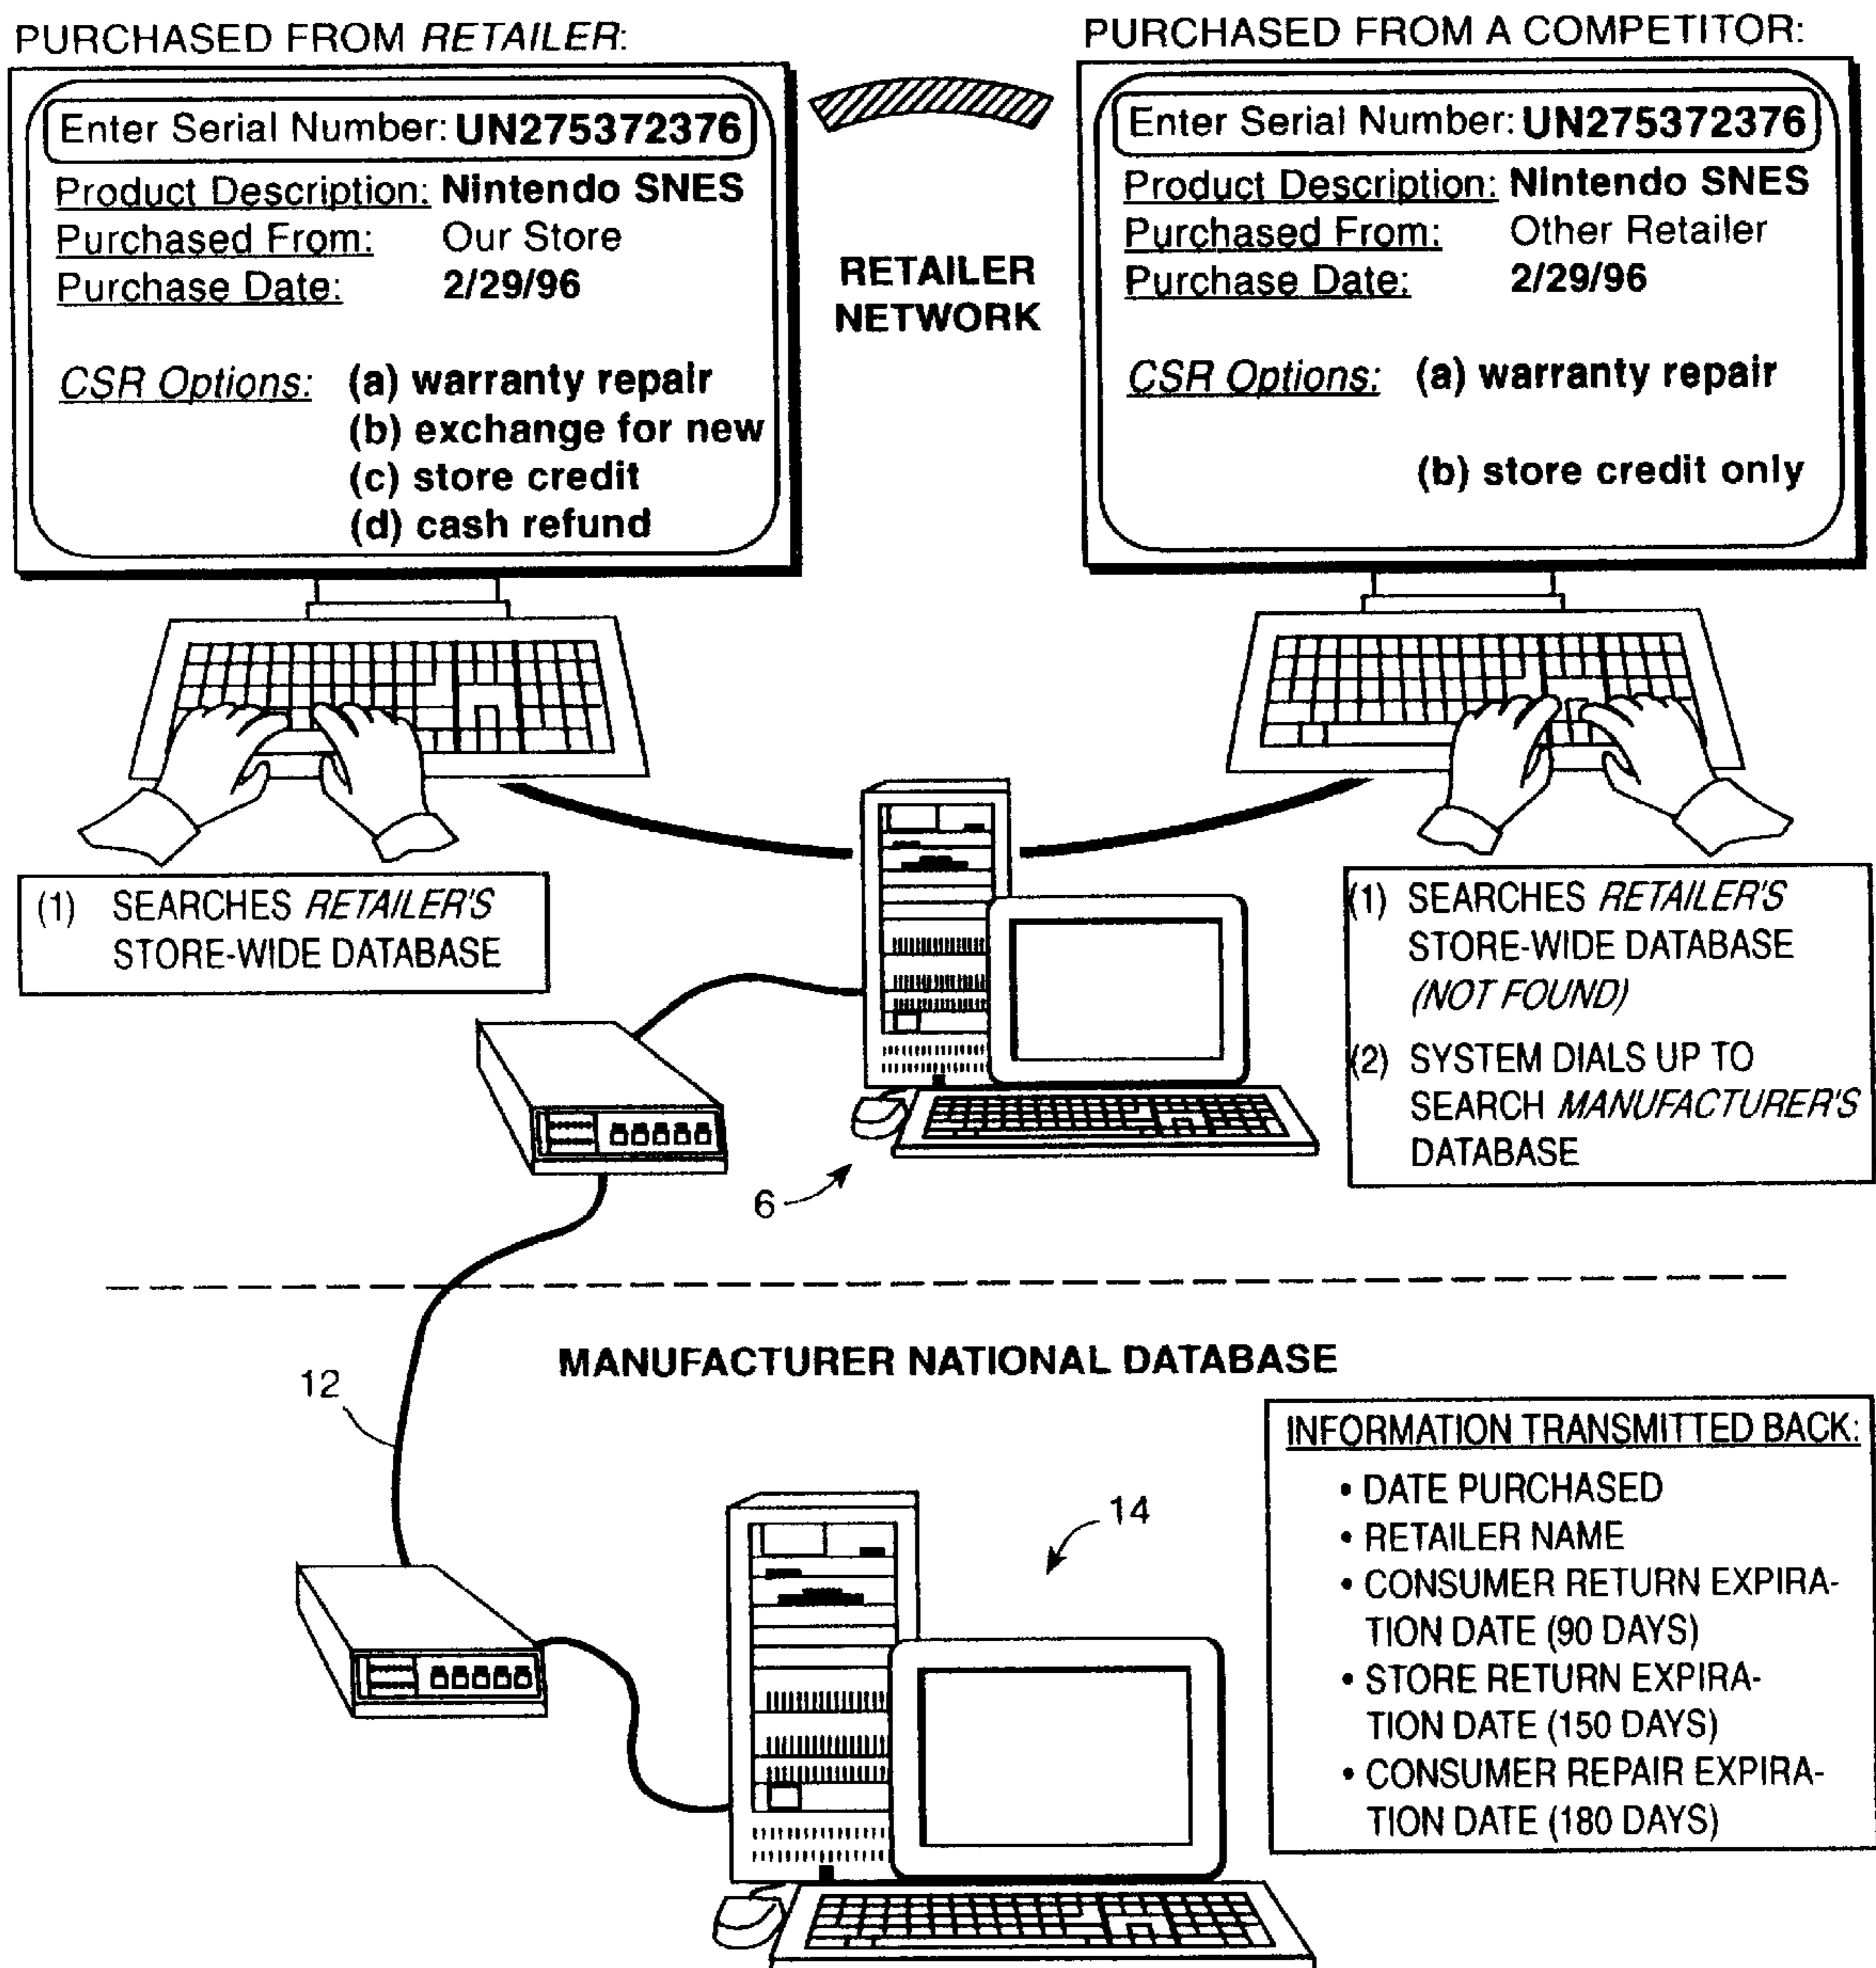 PURCHASED FROM RETAILER:
Enter Serial Number: UN275372376
Product Description: Nintendo SNES
Purchased From: Our Store
Purchase Date: 2/29/96
CSR Options: (a) warranty repair
(b) exchange for new
(c) store credit
(d) cash refund
RETAILER
NETWORK
PURCHASED FROM A COMPETITOR:
Enter Serial Number: UN275372376
Product Description: Nintendo SNES
Purchased From: Other Retailer
Purchase Date: 2/29/96
CSR Options: (a) warranty repair
(b) store credit only
(1) SEARCHES RETAILER'S
STORE-WIDE DATABASE
(1) SEARCHES RETAILER'S
STORE-WIDE DATABASE
(NOT FOUND)
(2) SYSTEM DIALS UP TO
SEARCH MANUFACTURER'S
DATABASE
6
MANUFACTURER NATIONAL DATABASE
12
14
INFORMATION TRANSMITTED BACK:
• DATE PURCHASED
• RETAILER NAME
• CONSUMER RETURN EXPIRA-
TION DATE (90 DAYS)
• STORE RETURN EXPIRA-
TION DATE (150 DAYS)
• CONSUMER REPAIR EXPIRA-
TION DATE (180 DAYS)